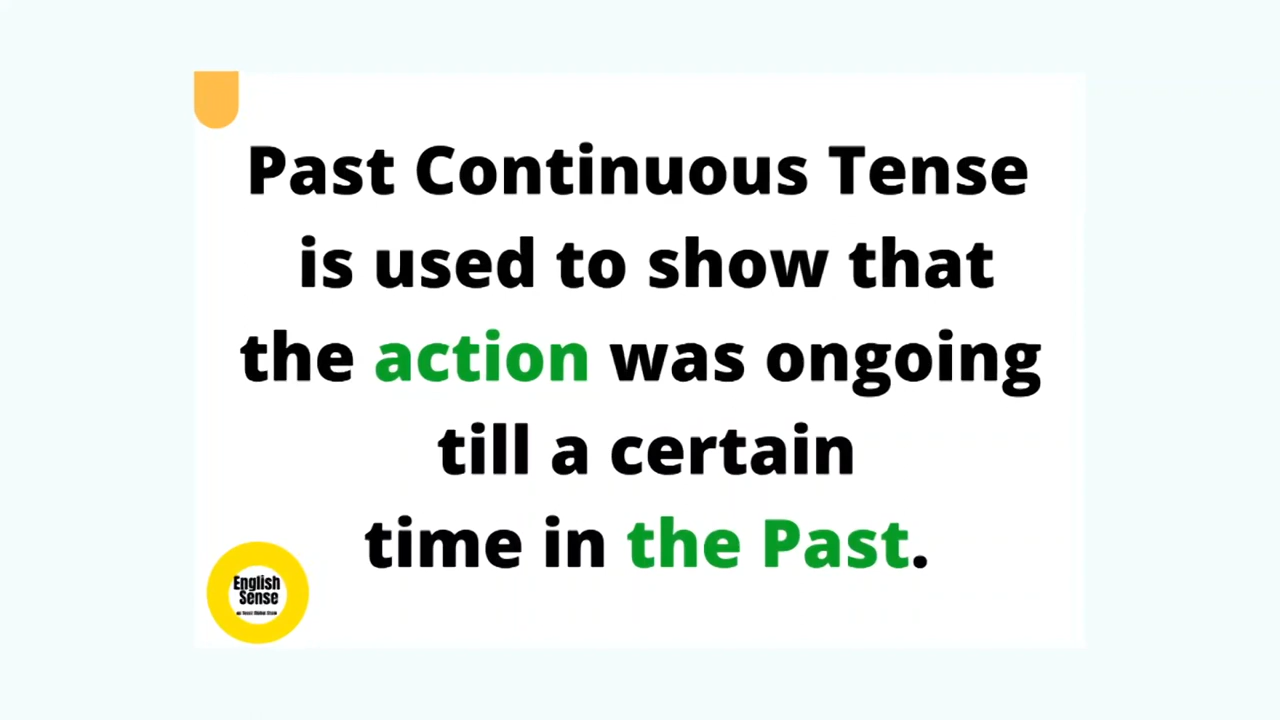 Past Continuous Tense
is used to show that
the action was ongoing
till a certain
time in the Past.
English
Sense